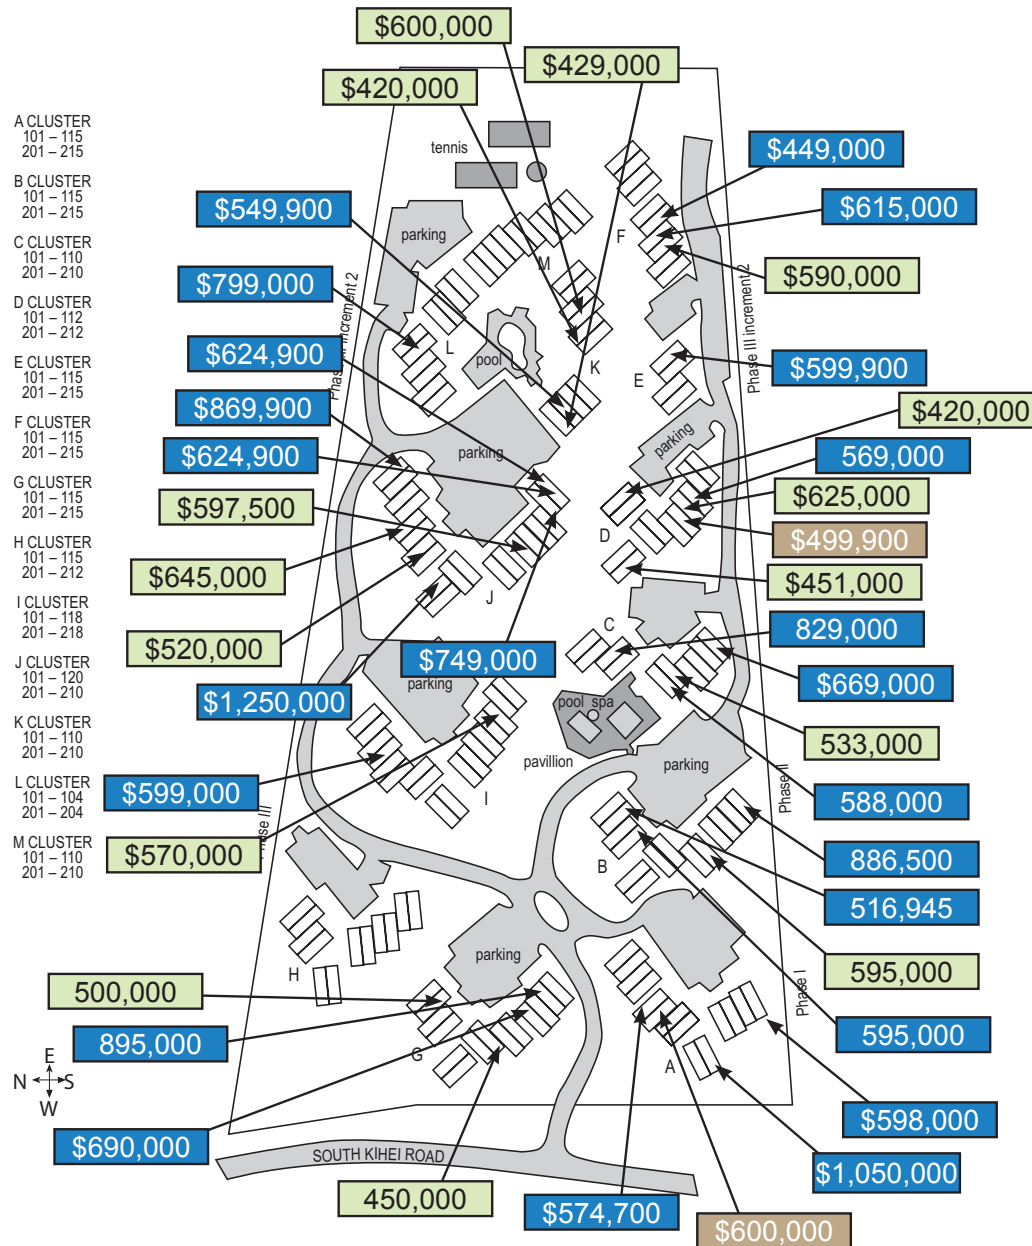 $600,000
$429,000
$420,000
A CLUSTER
101 – 115
201 – 215
B CLUSTER
101 – 115
201 – 215
C CLUSTER
101 – 110
201 – 210
D CLUSTER
101 – 112
201 – 212
E CLUSTER
101 – 115
201 – 215
F CLUSTER
101 – 115
201 – 215
G CLUSTER
101 – 115
201 – 215
H CLUSTER
101 – 115
201 – 212
I CLUSTER
101 – 118
201 – 218
J CLUSTER
101 – 120
201 – 210
K CLUSTER
101 – 110
201 – 210
L CLUSTER
101 – 104
201 – 204
M CLUSTER
101 – 110
201 – 210
tennis
$449,000
$549,900
$615,000
parking
F
M
$590,000
$799,000
increment 2
Phase III increment 2
$624,900
L
pool
K
E
$599,900
$869,900
$420,000
$624,900
parking
parking
569,000
$597,500
$625,000
D
$499,900
$645,000
$451,000
J
C
829,000
$520,000
$749,000
parking
$669,000
$1,250,000
pool
spa
533,000
pavilion
parking
Phase II
$599,000
I
588,000
Phase III
$570,000
886,500
B
516,945
parking
H
595,000
500,000
Phase I
895,000
595,000
G
A
E
N
S
W
$598,000
$690,000
SOUTH KIHEI ROAD
$1,050,000
450,000
$574,700
$600,000